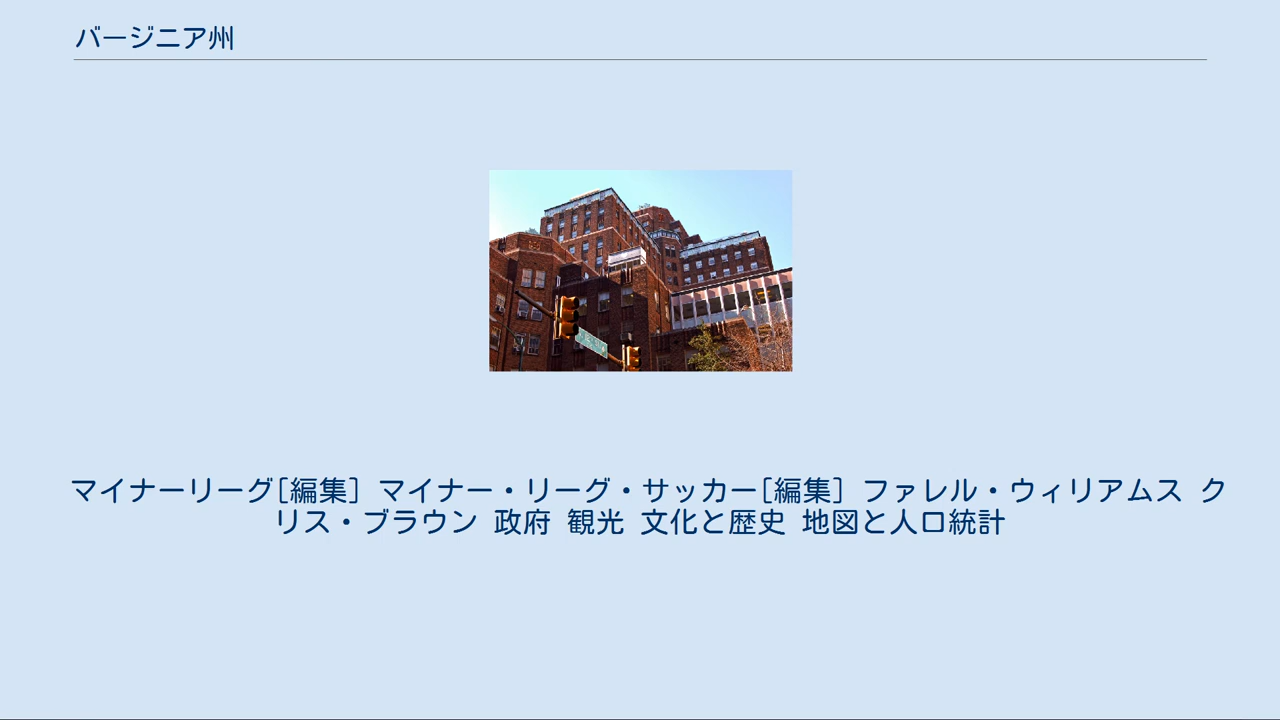 バージニア州
マイナーリーグ[編集] マイナー・リーグ・サッカー[編集] ファレル・ウィリアムス ク
リス・ブラウン 政府 観光 文化と歴史 地図と人口統計